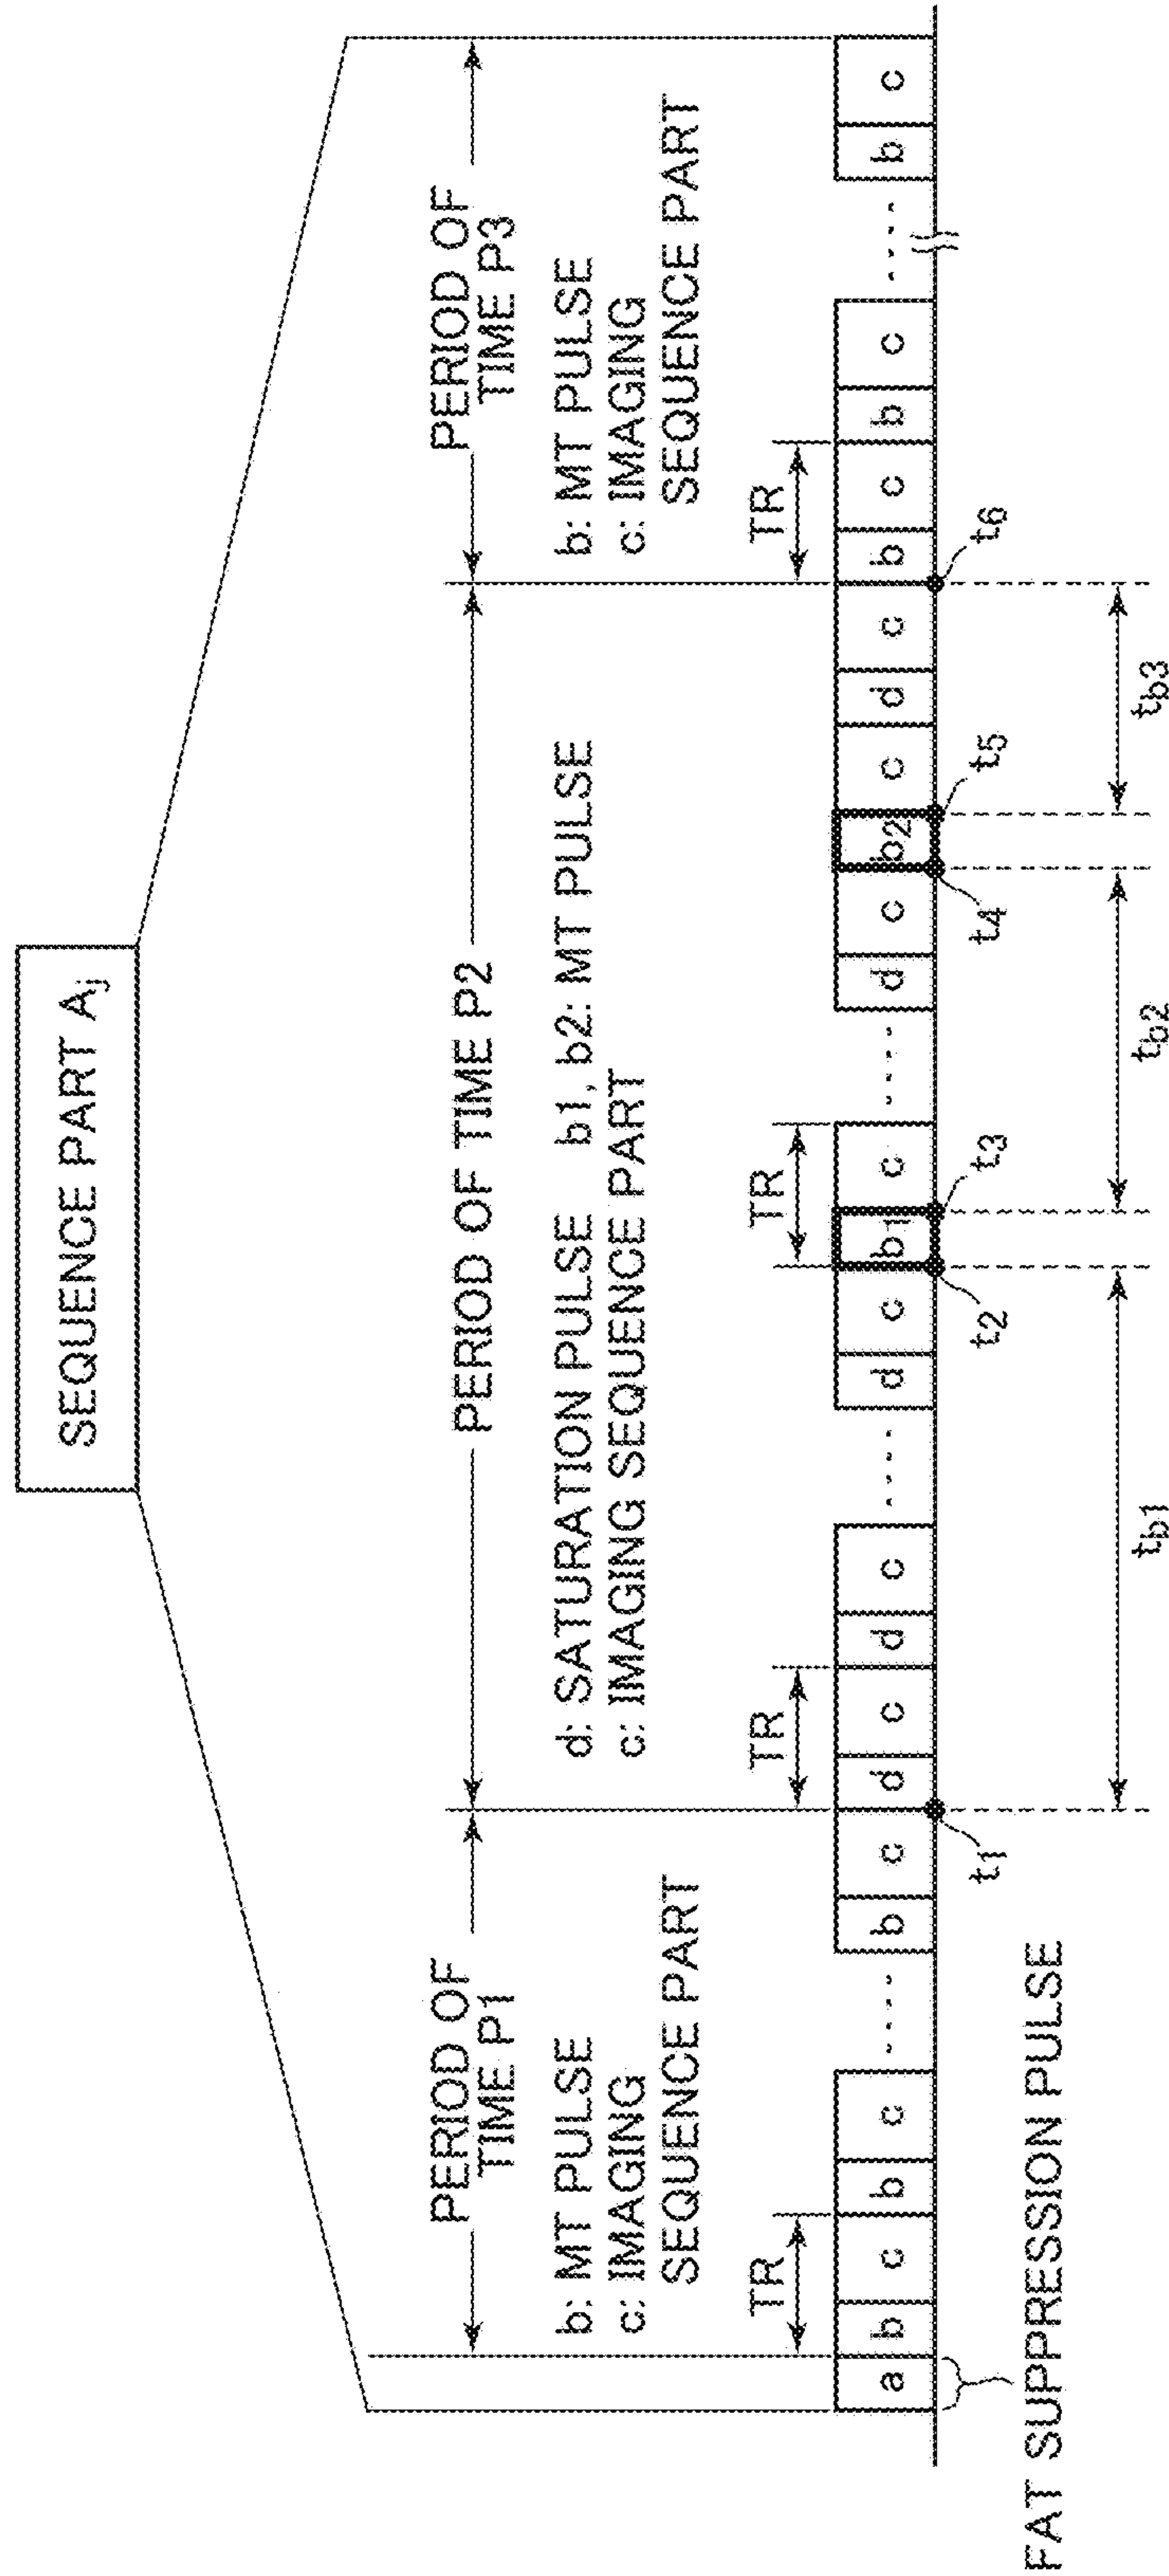 SEQUENCE PART Aj
PERIOD OF
TIME P1
PERIOD OF TIME P2
PERIOD OF
TIME P3
b: MT PULSE
c: IMAGING
SEQUENCE PART
d: SATURATION PULSE b1, b2: MT PULSE
c: IMAGING SEQUENCE PART
b: MT PULSE
c: IMAGING
SEQUENCE PART
TR TR TR TR
a b c b c .... b c d c d c .... d c b1 c .... d c b2 c d c b c b c .... b c
t1 t2 t3 t4 t5 t6
FAT SUPPRESSION PULSE
tb1 tb2 tb3